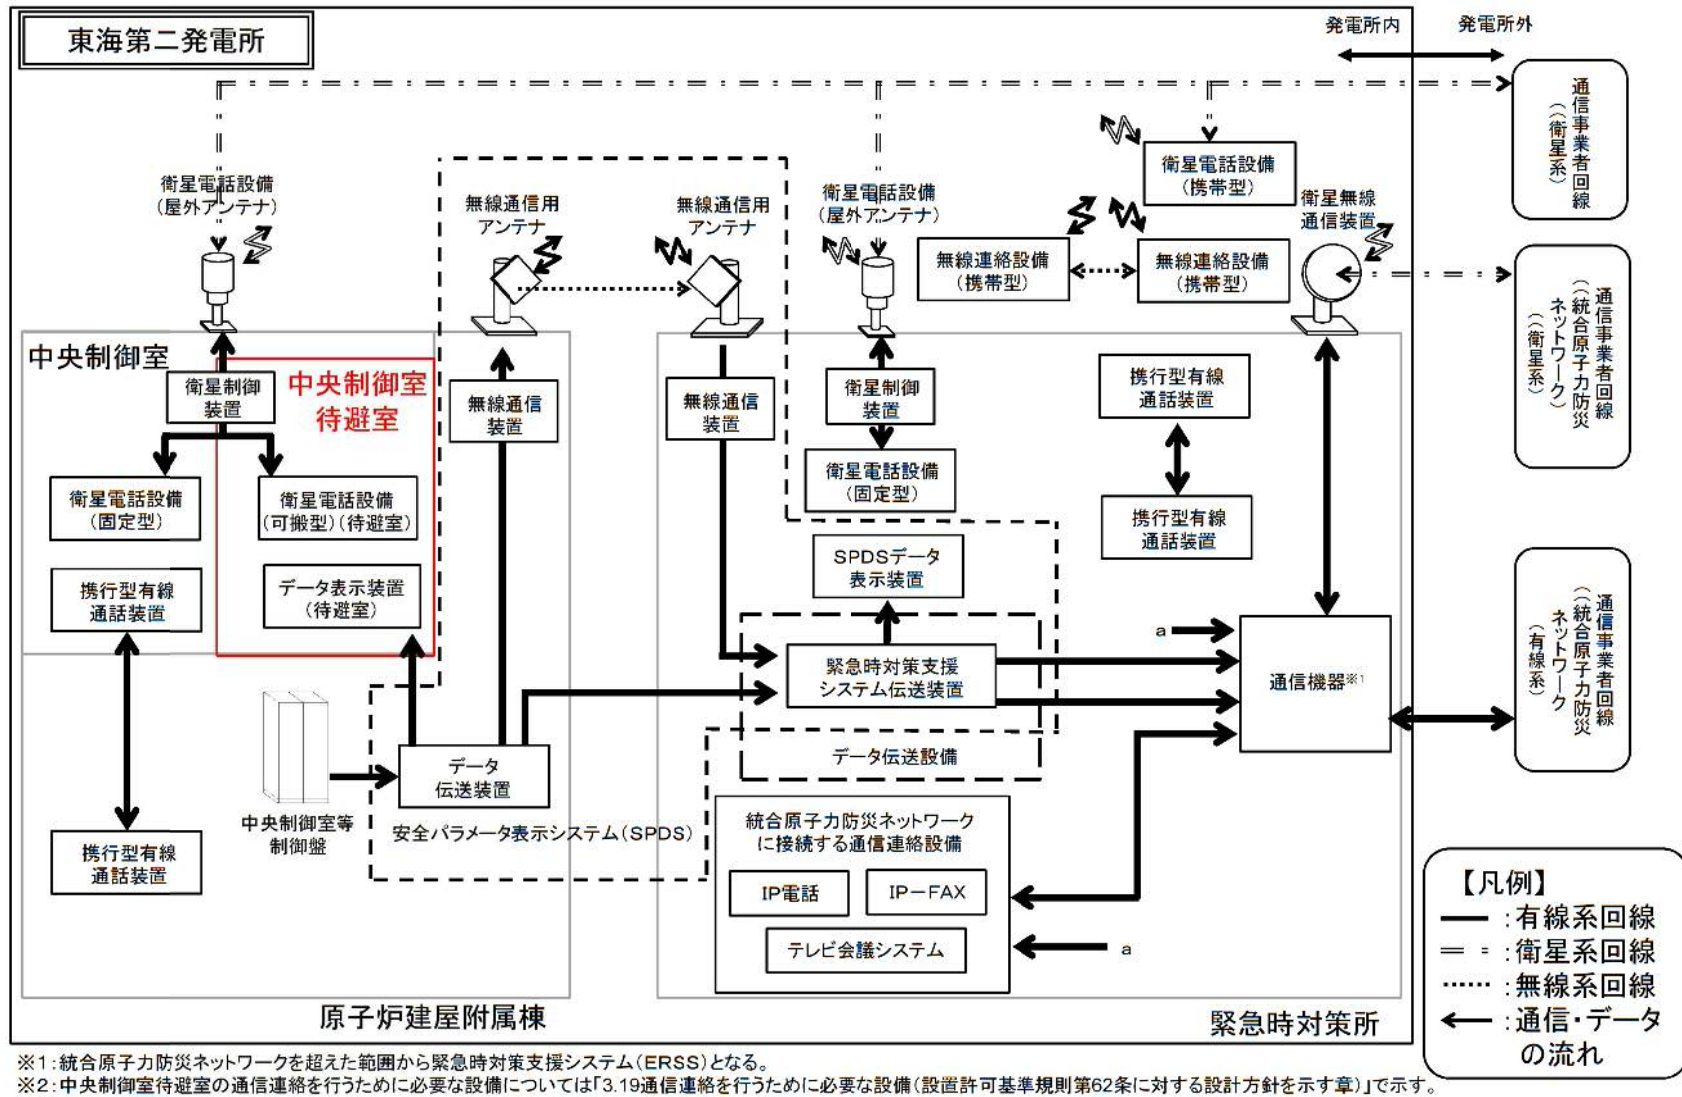 東海第二発電所
発電所内
発電所外
通信事業者回線
(衛星系)
衛星電話設備
(屋外アンテナ)
無線通信用
アンテナ
無線通信用
アンテナ
衛星電話設備
(屋外アンテナ)
衛星電話設備
(携帯型)
無線連絡設備
(携帯型)
無線連絡設備
(携帯型)
衛星無線
通信装置
通信事業者回線
(統合原子力防災
ネットワーク)
(衛星系)
中央制御室
衛星制御
装置
中央制御室
待避室
無線通信
装置
無線通信
装置
衛星制御
装置
携行型有線
通話装置
衛星電話設備
(固定型)
衛星電話設備
(可搬型)(待避室)
衛星電話設備
(固定型)
携行型有線
通話装置
携行型有線
通話装置
データ表示装置
(待避室)
SPDSデータ
表示装置
a
緊急時対策支援
システム伝送装置
通信機器※1
通信事業者回線
(統合原子力防災
ネットワーク
(有線系)
データ伝送設備
データ
伝送装置
中央制御室等
制御盤
安全パラメータ表示システム(SPDS)
携行型有線
通話装置
統合原子力防災ネットワーク
に接続する通信連絡設備
IP電話
IP-FAX
テレビ会議システム
a
原子炉建屋附属棟
緊急時対策所
【凡例】
:有線系回線
:衛星系回線
:無線系回線
:通信・データ
の流れ
※1:統合原子力防災ネットワークを超えた範囲から緊急時対策支援システム(ERSS)となる。
※2:中央制御室待避室の通信連絡を行うために必要な設備については「3.19通信連絡を行うために必要な設備(設置許可基準規則第62条に対する設計方針を示す章)」で示す。